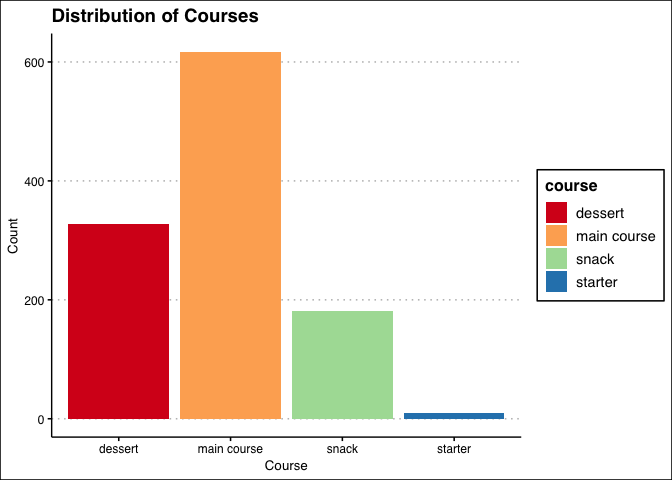 Distribution of Courses
Count
600
400
200
0
dessert
main course
snack
starter
Course
course
dessert
main course
snack
starter